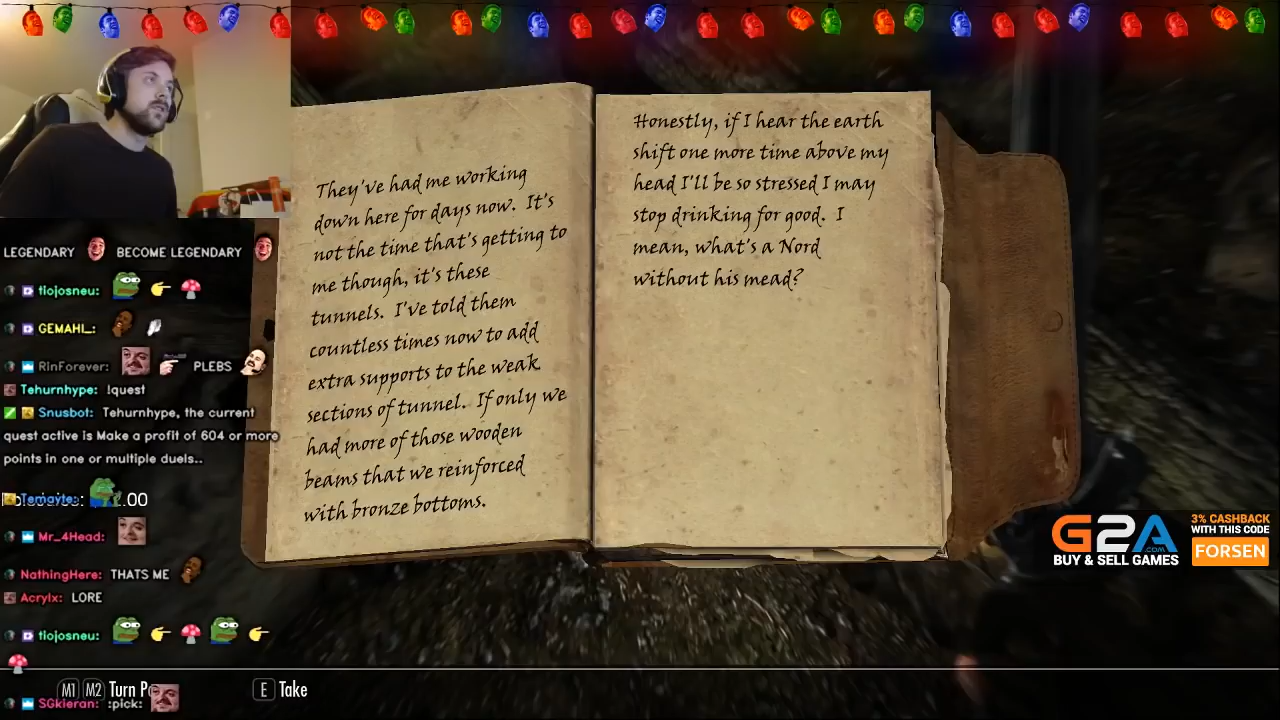 They've had me working
down here for days now. It's
not the time that's getting to
me though, it's these
tunnels. I've told them
countless times now to add
extra supports to the weak
sections of tunnel. If only we
had more of those wooden
beams that we reinforced
with bronze bottoms.
Honestly, if I hear the earth
shift one more time above my
head I'll be so stressed I may
stop drinking for good. I
mean, what's a Nord
without his mead?
LEGENDARY BECOME LEGENDARY
tiojosneu:
GEMAHI_:
RInForever: PLEBS
Tehurnhype: !quest
Snusbot: Tehurnhype, the current
quest active is Make a profit of 604 or more
points in one or multiple duels..
Temayte: .00
Mr_4Head:
NathingHere: THATS ME
Acrylx: LORE
tiojosneu:
SGkieran: :pick:
M1 M2 Turn P
E Take
G2A.COM
BUY & SELL GAMES
3% CASHBACK
WITH THIS CODE
FORSEN